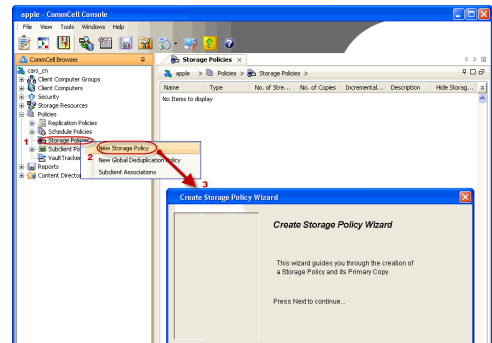 apple - CommCell Console
File View Tools Windows Help
CommCell Browser
Storage Policies
cars_cn
apple > Policies > Storage Policies >
Client Computer Groups
Client Computers
Security
Storage Resources
Policies
Replication Policies
Schedule Policies
1 Storage Policies
Subclient Po
VaultTracker
Reports
Content Director
Name Type No. of Stre... No. of Copies Incremental... Description Hide Storag...
No Items to display
New Storage Policy
2 New Global Deduplication Policy
Subclient Associations
3
Create Storage Policy Wizard
Create Storage Policy Wizard
This wizard guides you through the creation of
a Storage Policy and its Primary Copy.
Press Next to continue...